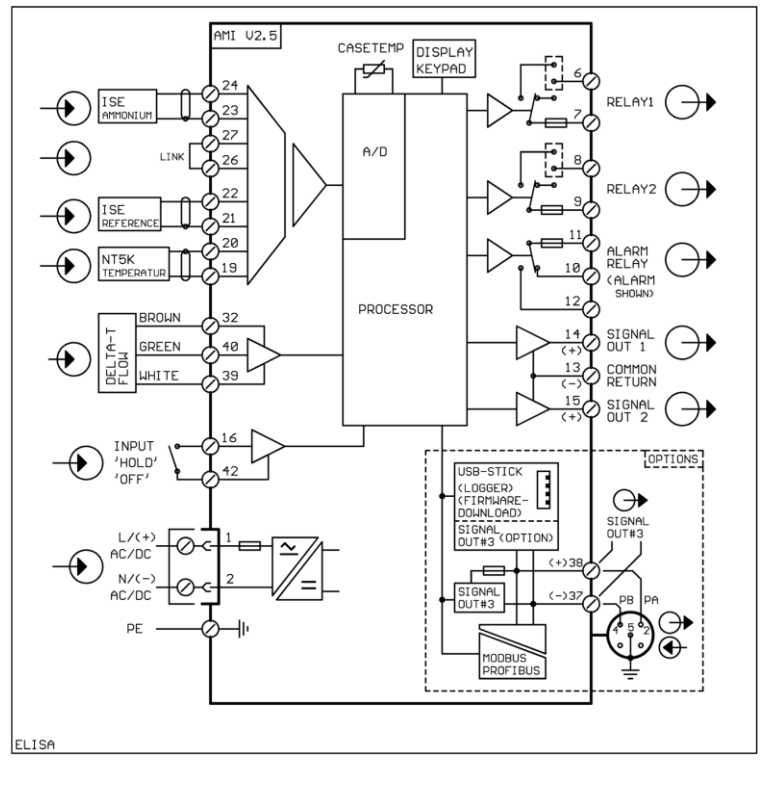 AMI V2.5
CASETEMP
DISPLAY
KEYPAD
A/D
PROCESSOR
ISE
AMMONIUM
24
23
LINK
27
26
ISE
REFERENCE
22
21
NT5K
TEMPERATUR
20
19
DELTA-T
FLOW
BROWN
32
GREEN
40
WHITE
39
INPUT
'HOLD'
'OFF'
16
42
L/(+)
AC/DC
1
N/(-)
AC/DC
2
PE
6
RELAY1
7
8
RELAY2
9
11
ALARM
RELAY
10
(ALARM
SHOWN)
12
14
(+)
SIGNAL
OUT 1
13
(-)
COMMON
RETURN
15
(+)
SIGNAL
OUT 2
OPTIONS
USB-STICK
(LOGGER)
(FIRMWARE-
DOWNLOAD)
SIGNAL
OUT#3 (OPTION)
SIGNAL
OUT#3
(+)38
SIGNAL
OUT#3
(-)37
PB PA
4 5 2
MODBUS
PROFIBUS
ELISA